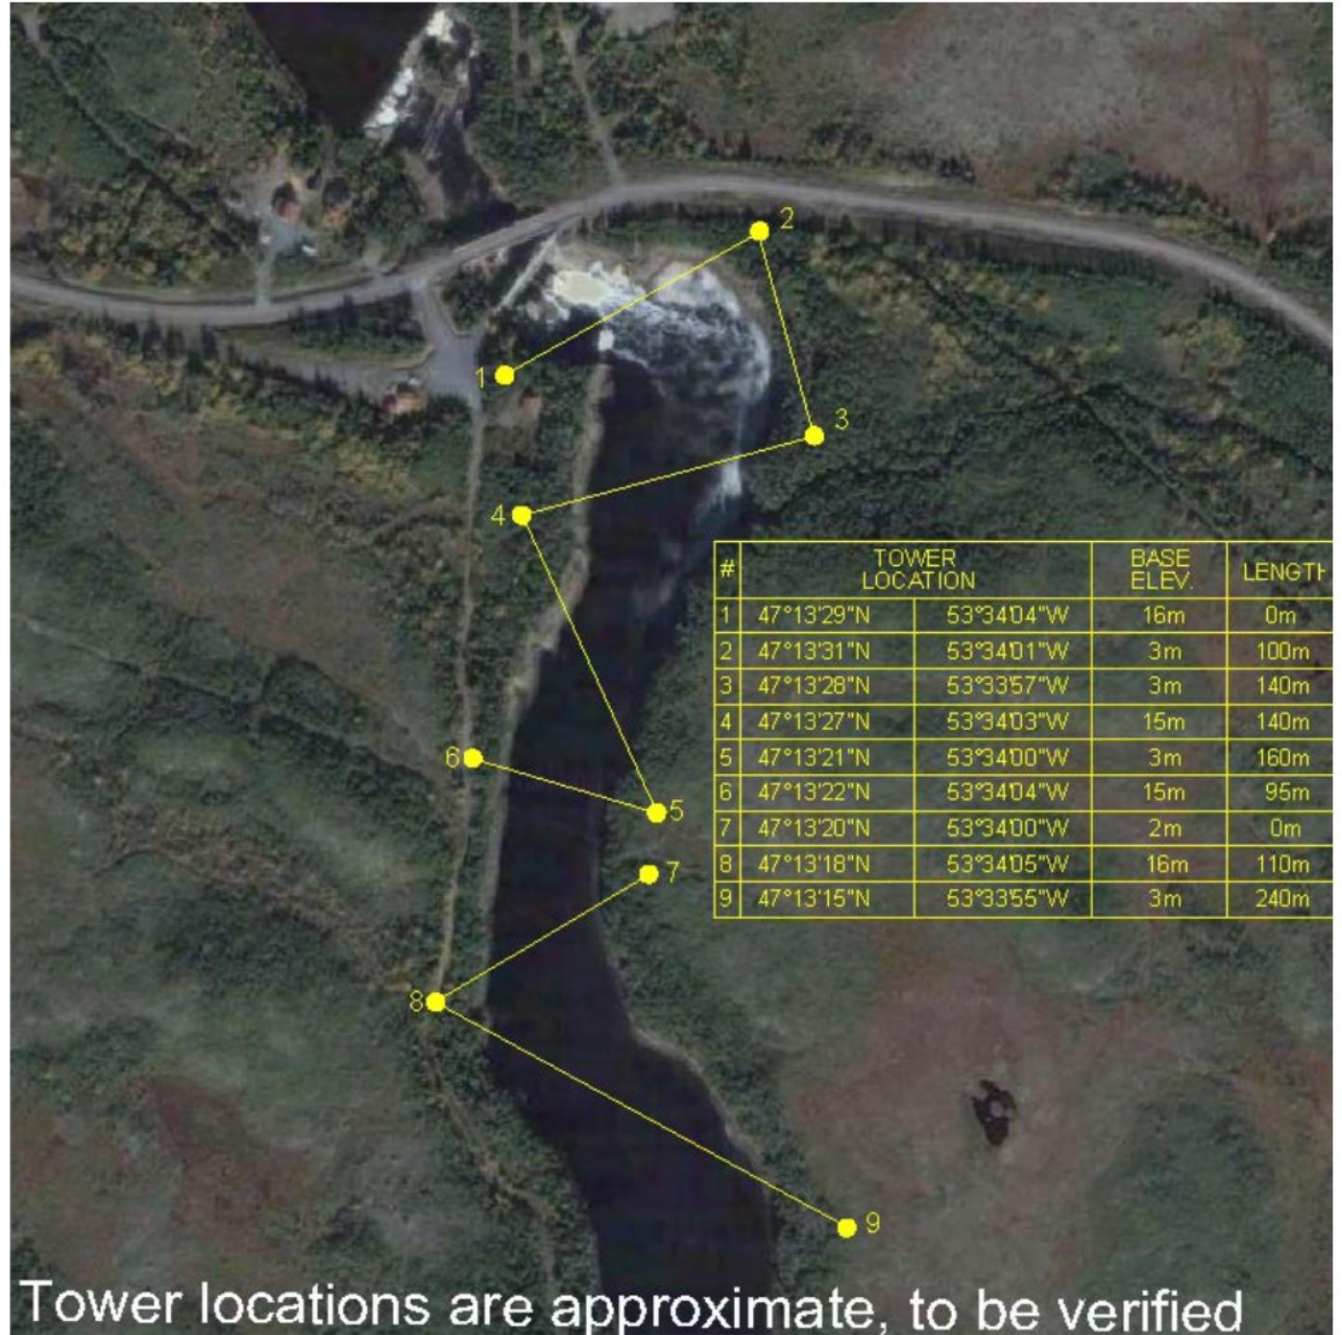 2
1
3
4
# TOWER LOCATION BASE ELEV. LENGTH
1 47°13'29"N 53°34'04"W 16m 0m
2 47°13'31"N 53°34'01"W 3m 100m
3 47°13'28"N 53°33'57"W 3m 140m
4 47°13'27"N 53°34'03"W 15m 140m
5 47°13'21"N 53°34'00"W 3m 160m
6 47°13'22"N 53°34'04"W 15m 95m
7 47°13'20"N 53°34'00"W 2m 0m
8 47°13'18"N 53°34'05"W 16m 110m
9 47°13'15"N 53°33'55"W 3m 240m
6
5
7
8
9
Tower locations are approximate, to be verified